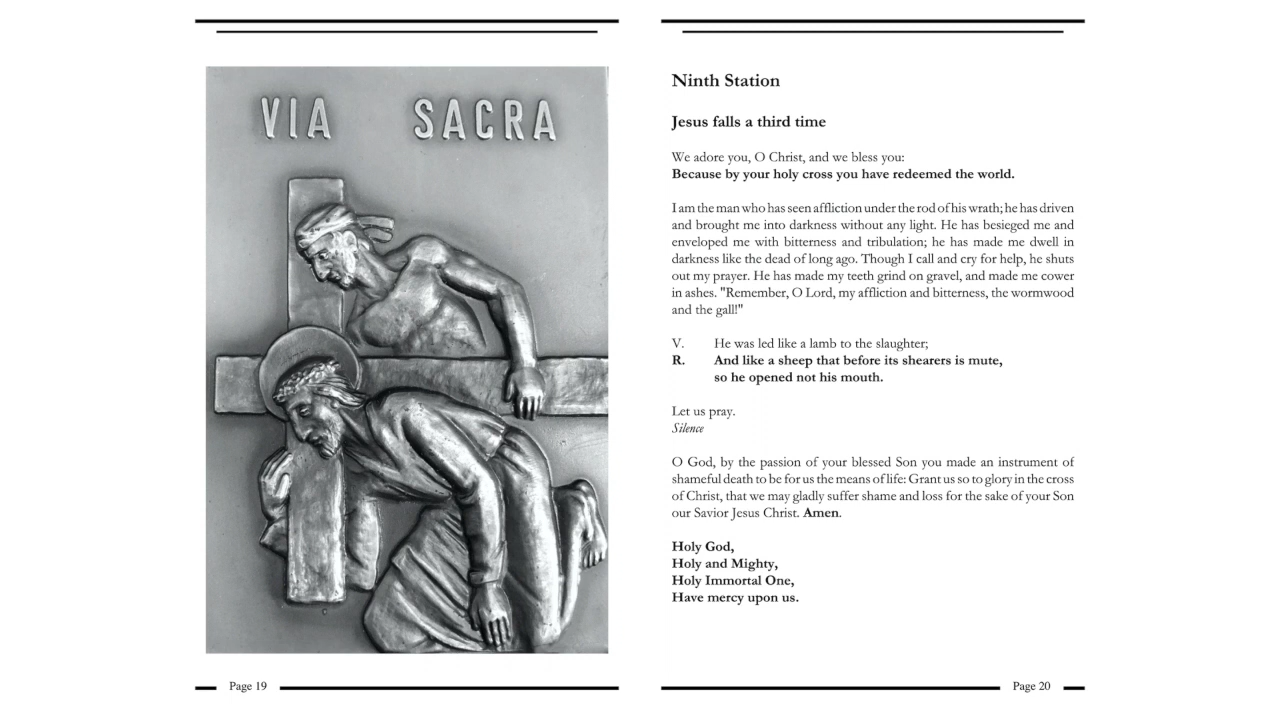 VIA SACRA
Page 19
Ninth Station
Jesus falls a third time
We adore you, O Christ, and we bless you:
Because by your holy cross you have redeemed the world.
I am the man who has seen affliction under the rod of his wrath; he has driven
and brought me into darkness without any light. He has besieged me and
enveloped me with bitterness and tribulation; he has made me dwell in
darkness like the dead of long ago. Though I call and cry for help, he shuts
out my prayer. He has made my teeth grind on gravel, and made me cower
in ashes. "Remember, O Lord, my affliction and bitterness, the wormwood
and the gall!"
V. He was led like a lamb to the slaughter;
R. And like a sheep that before its shearers is mute,
so he opened not his mouth.
Let us pray.
Silence
O God, by the passion of your blessed Son you made an instrument of
shameful death to be for us the means of life: Grant us so to glory in the cross
of Christ, that we may gladly suffer shame and loss for the sake of your Son
our Savior Jesus Christ. Amen.
Holy God,
Holy and Mighty,
Holy Immortal One,
Have mercy upon us.
Page 20